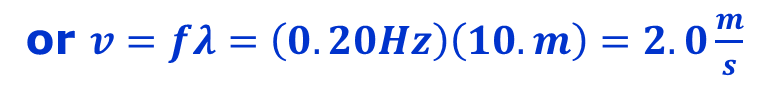 or v = fλ = (0.20Hz)(10. m) = 2.0 m/s